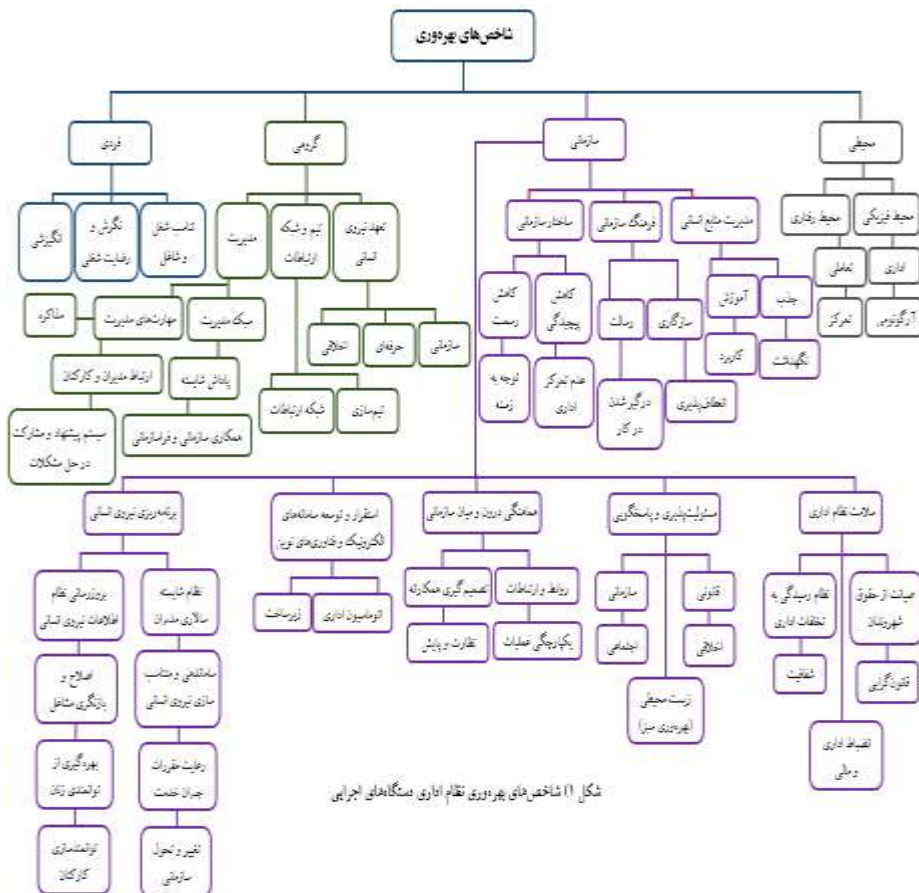 شاخص‌های بهره‌وری
محیطی
سازمانی
گروهی
فردی
محیط فیزیکی
محیط رفتاری
اداری
تعاملی
آرگونومی
تمرکز
مدیریت منابع انسانی
فرهنگ سازمانی
ساختار سازمانی
جذب
آموزش
نگهداشت
کاربرد
سازگاری
رسالت
انعطاف‌پذیری
درگیر شدن
در کار
کاهش
پیچیدگی
کاهش
رسمیت
عدم تمرکز
اداری
توجه به
زمینه
تعهد نیروی
انسانی
تیم و شبکه
ارتباطات
مدیریت
سازمانی
حرفه‌ای
اخلاقی
تیم‌سازی
شبکه ارتباطات
سبک مدیریت
مهارت‌های مدیریت
مذاکره
پاداش شایسته
ارتباط مدیران و کارکنان
همکاری سازمانی و فراسازمانی
سیستم پیشنهاد و مشارکت
در حل مشکلات
تناسب شغل
و شاغل
نگرش و
رضایت شغلی
انگیزشی
سلامت نظام اداری
مسئولیت‌پذیری و پاسخگویی
هماهنگی درون و میان سازمانی
استقرار و توسعه سامانه‌های
الکترونیک و فناوری‌های نوین
برنامه‌ریزی نیروی انسانی
صیانت از حقوق
شهروندان
نظام رسیدگی به
تخلفات اداری
قانون‌گرایی
شفافیت
انضباط اداری
و مالی
قانونی
سازمانی
اخلاقی
اجتماعی
زیست محیطی
(بهره‌وری سبز)
روابط و ارتباطات
تصمیم گیری همکارانه
یکپارچگی عملیات
نظارت و پایش
اتوماسیون اداری
زیرساخت
نظام شایسته
سالاری مدیران
بروزرسانی نظام
اطلاعات نیروی انسانی
ساماندهی و متناسب
سازی نیروی انسانی
اصلاح و
بازنگری مشاغل
رعایت مقررات
جبران خدمت
بهره‌گیری از
توانمندی زنان
تغییر و تحول
سازمانی
توانمندسازی
کارکنان
شکل ۱) شاخص‌های بهره‌وری نظام اداری دستگاه‌های اجرایی